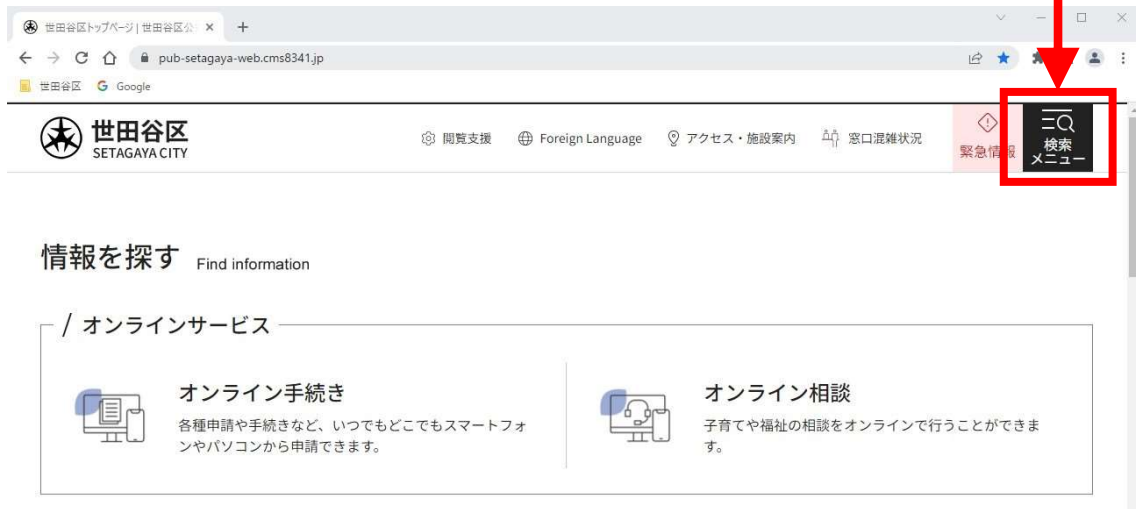 世田谷区トップページ | 世田谷区公
pub-setagaya-web.cms8341.jp
世田谷区 Google
世田谷区
SETAGAYA CITY
閲覧支援 Foreign Language アクセス・施設案内 窓口混雑状況
緊急情報
検索
メニュー
情報を探す Find information
/ オンラインサービス
オンライン手続き
各種申請や手続きなど、いつでもどこでもスマートフォ
ンやパソコンから申請できます。
オンライン相談
子育てや福祉の相談をオンラインで行うことができま
す。